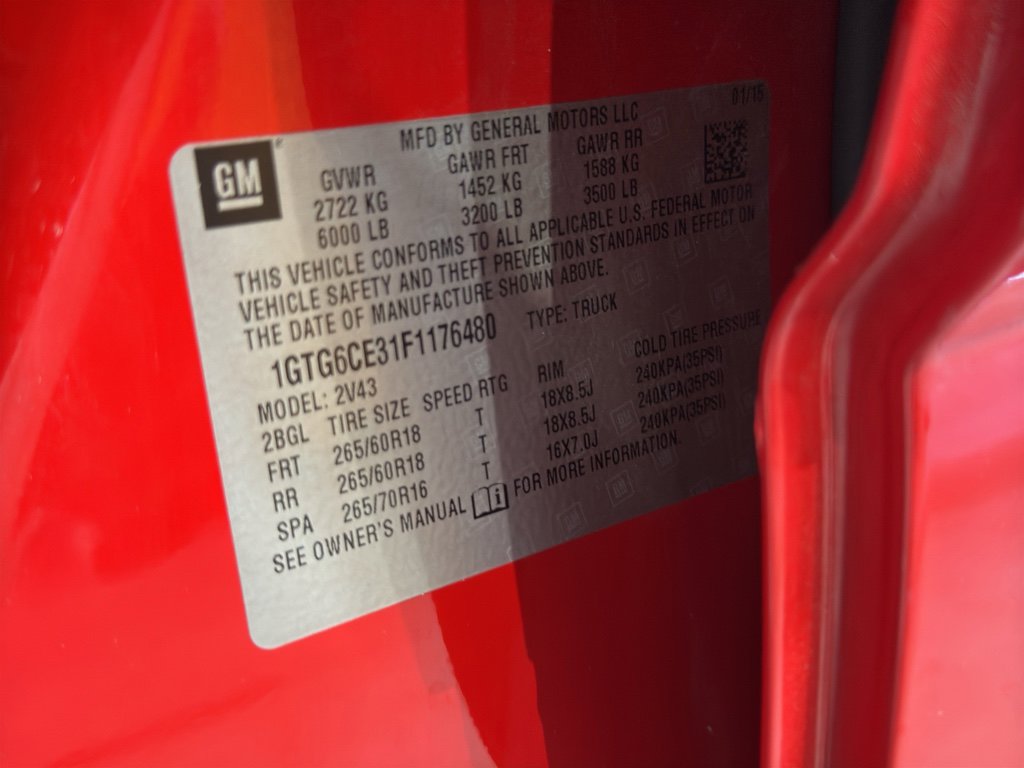 01/15
GM
MFD BY GENERAL MOTORS LLC
GVWR GAWR FRT GAWR RR
2722 KG 1452 KG 1588 KG
6000 LB 3200 LB 3500 LB
THIS VEHICLE CONFORMS TO ALL APPLICABLE U.S. FEDERAL MOTOR
VEHICLE SAFETY AND THEFT PREVENTION STANDARDS IN EFFECT ON
THE DATE OF MANUFACTURE SHOWN ABOVE.
1GTG6CE31F1176480 TYPE: TRUCK
MODEL: 2V43
2BGL TIRE SIZE SPEED RTG RIM COLD TIRE PRESSURE
FRT 265/60R18 T 18X8.5J 240KPA(35PSI)
RR 265/60R18 T 18X8.5J 240KPA(35PSI)
SPA 265/70R16 T 16X7.0J 240KPA(35PSI)
SEE OWNER'S MANUAL FOR MORE INFORMATION.